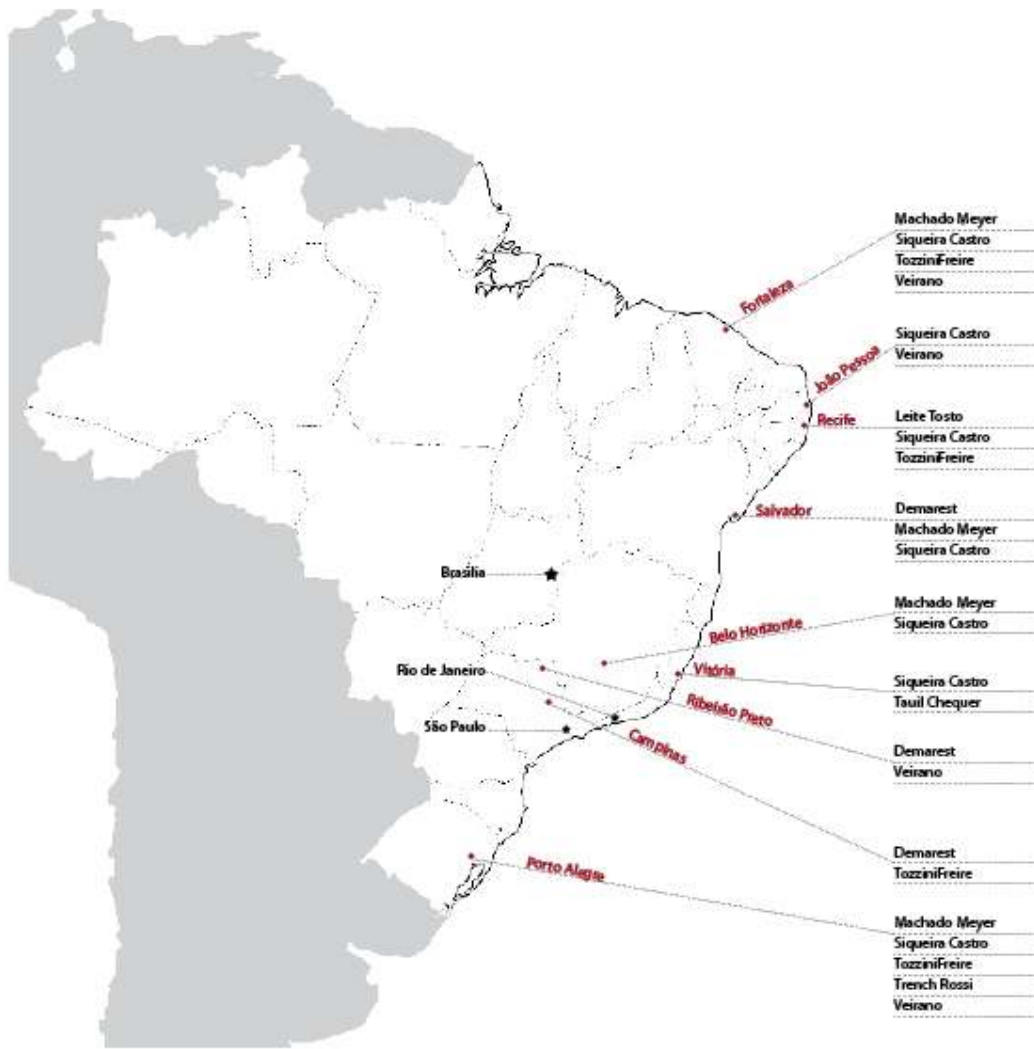 Machado Meyer
Siqueira Castro
TozziniFreire
Veirano
Fortaleza
Siqueira Castro
Veirano
João Pessoa
Recife
Leite Tosto
Siqueira Castro
TozziniFreire
Salvador
Demarest
Machado Meyer
Siqueira Castro
Brasilia
Machado Meyer
Siqueira Castro
Belo Horizonte
Rio de Janeiro
Vitória
Siqueira Castro
Tauil Chequer
Ribeirão Preto
São Paulo
Campinas
Demarest
Veirano
Demarest
TozziniFreire
Porto Alagre
Machado Meyer
Siqueira Castro
TozziniFreire
Trench Rossi
Veirano